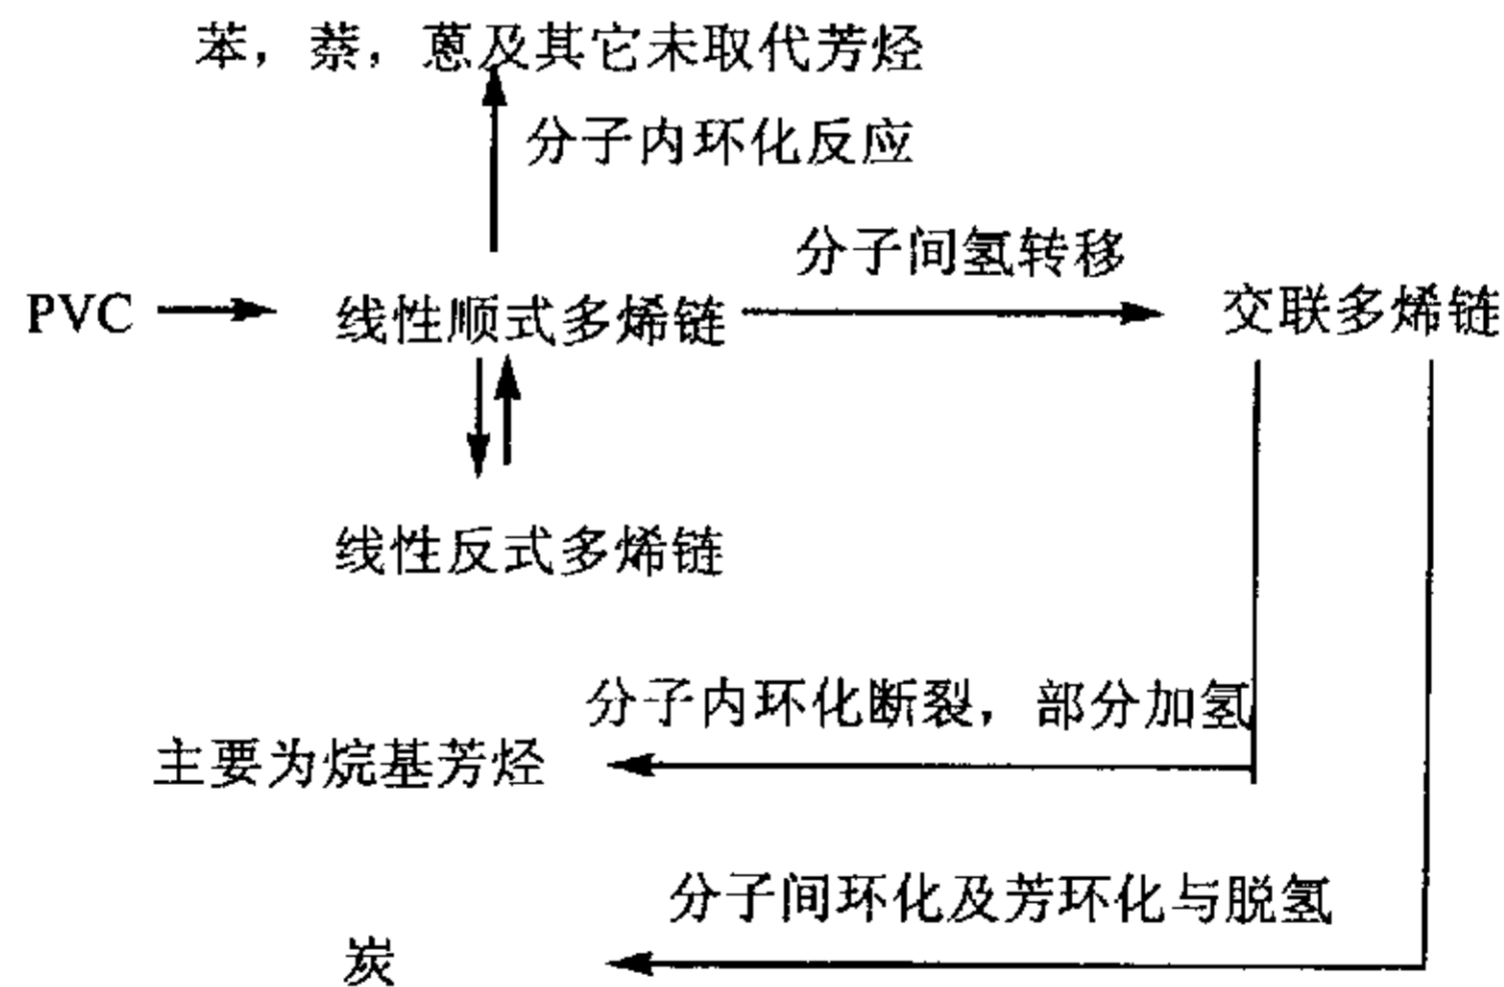 苯，萘，蒽及其它未取代芳烃
分子内环化反应
分子间氢转移
PVC
线性顺式多烯链
交联多烯链
线性反式多烯链
分子内环化断裂，部分加氢
主要为烷基芳烃
分子间环化及芳环化与脱氢
炭